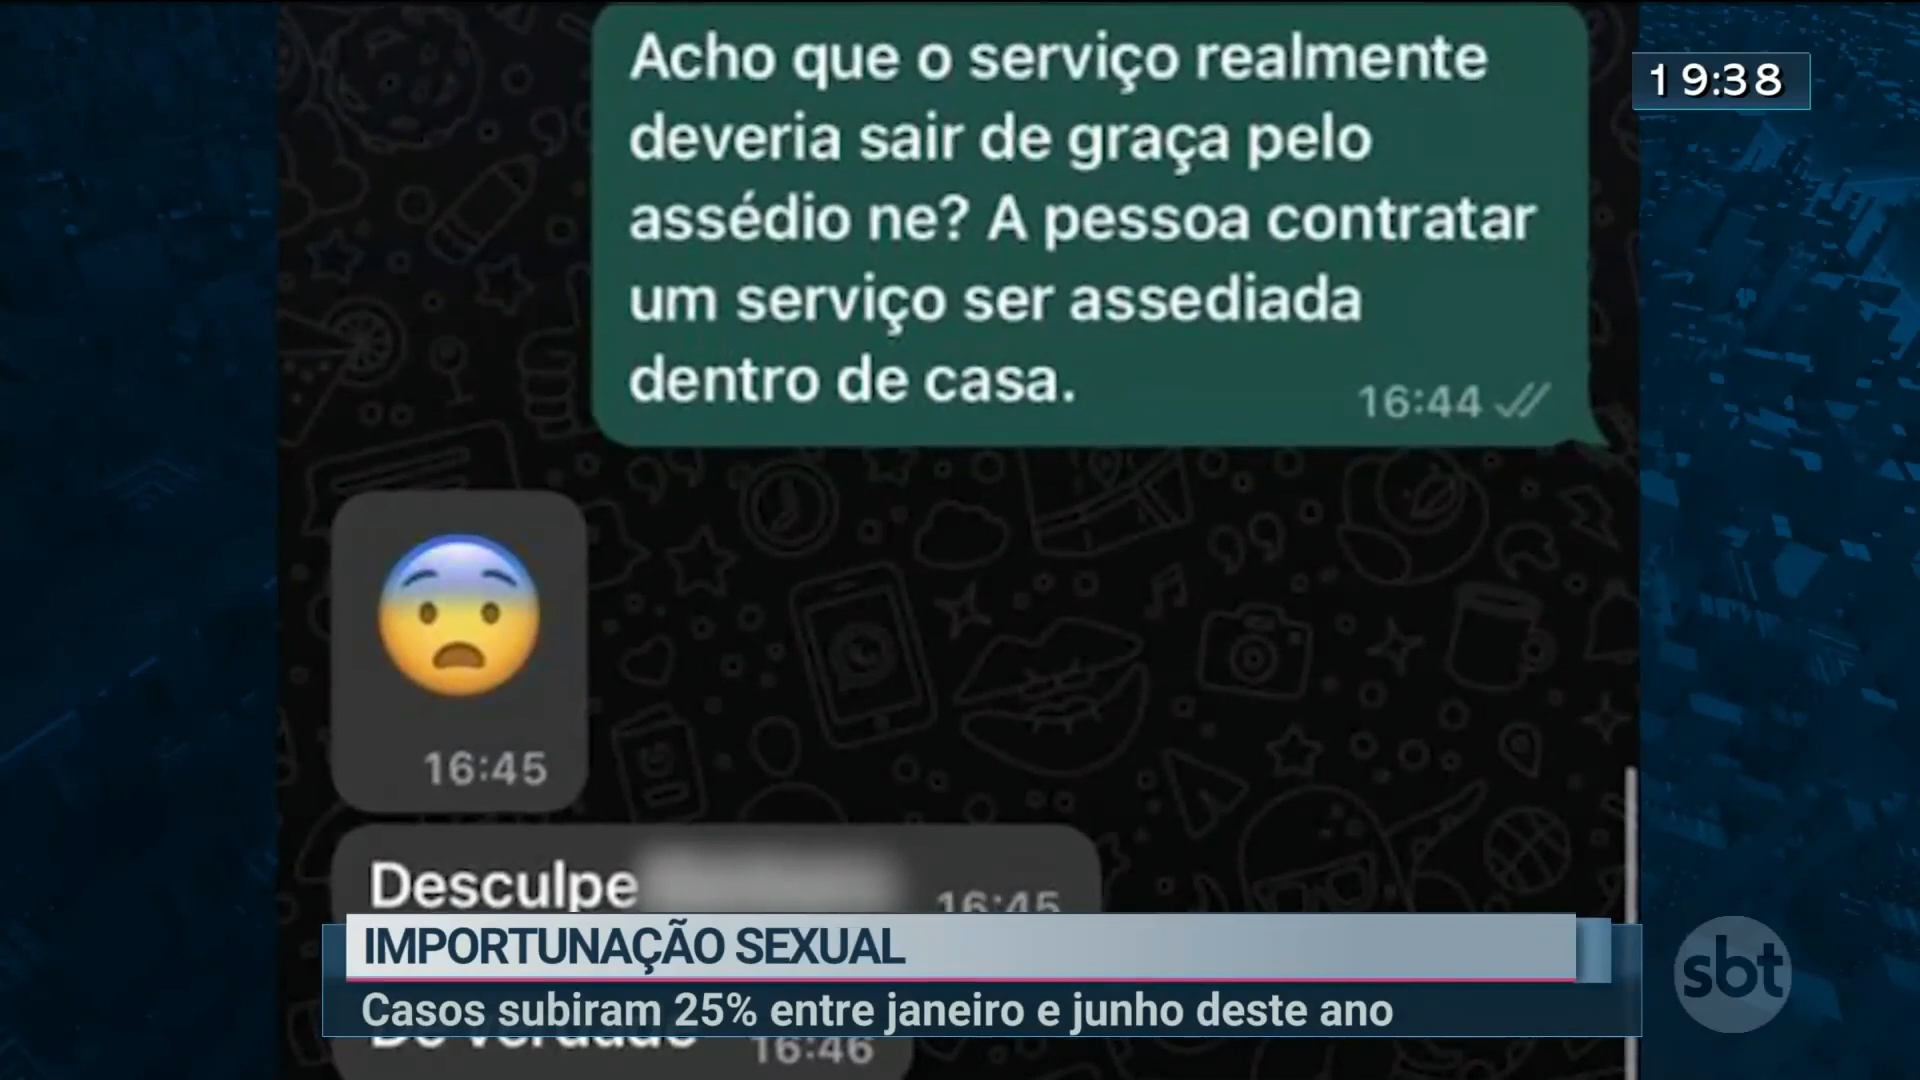 Acho que o serviço realmente
deveria sair de graça pelo
assédio ne? A pessoa contratar
um serviço ser assediada
dentro de casa.
16:44
19:38
16:45
Desculpe
16:45
IMPORTUNAÇÃO SEXUAL
Casos subiram 25% entre janeiro e junho deste ano
De verdade
16:46
sbt